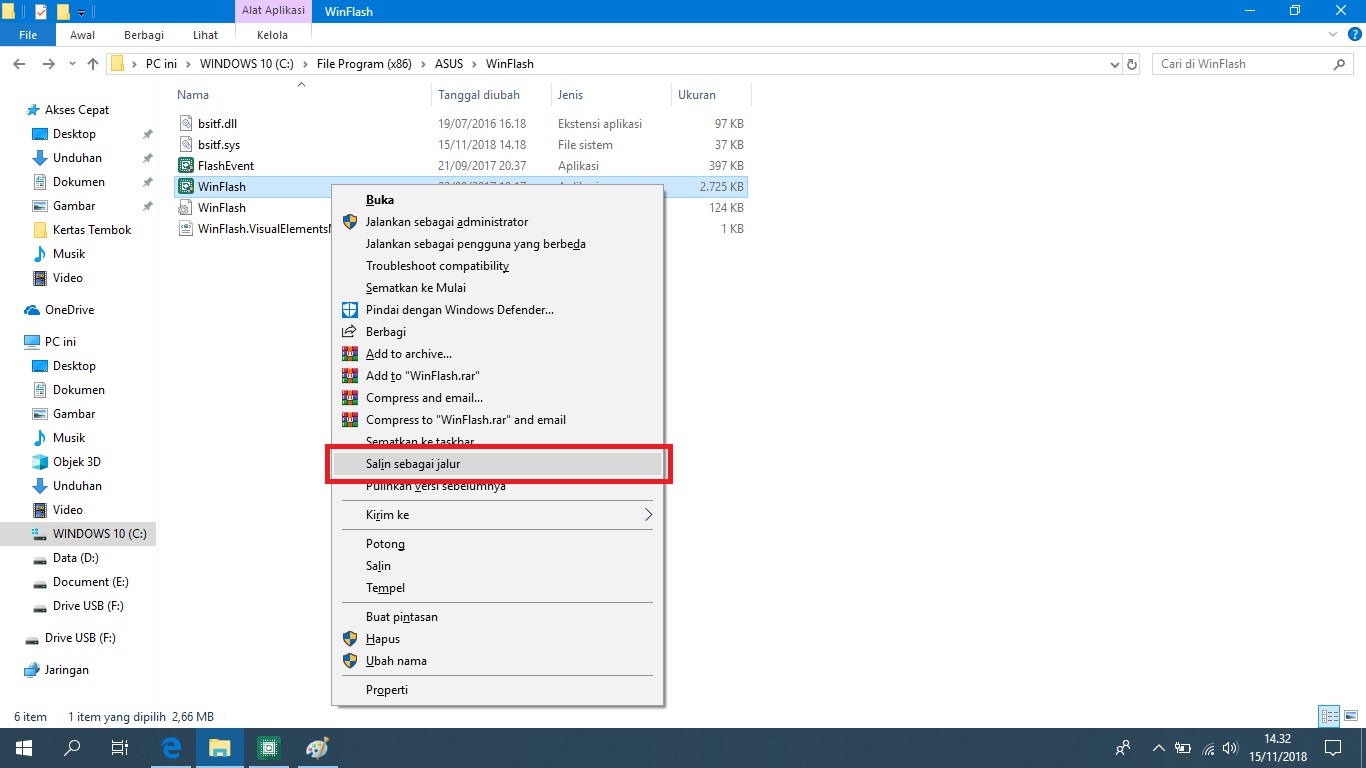 Alat Aplikasi WinFlash
File Awal Berbagi Lihat Kelola
PC ini WINDOWS 10 (C:) File Program (x86) ASUS WinFlash Cari di WinFlash
Nama Tanggal diubah Jenis Ukuran
bsitf.dll 19/07/2016 16.18 Ekstensi aplikasi 97 KB
bsitf.sys 15/11/2018 14.18 File sistem 37 KB
FlashEvent 21/09/2017 20.37 Aplikasi 397 KB
WinFlash 2.725 KB
WinFlash 124 KB
WinFlash.VisualElements 1 KB
Akses Cepat
Desktop
Unduhan
Dokumen
Gambar
Kertas Tembok
Musik
Video
OneDrive
PC ini
Desktop
Dokumen
Gambar
Musik
Objek 3D
Unduhan
Video
WINDOWS 10 (C:)
Data (D:)
Document (E:)
Drive USB (F:)
Drive USB (F:)
Jaringan
Buka
Jalankan sebagai administrator
Jalankan sebagai pengguna yang berbeda
Troubleshoot compatibility
Sematkan ke Mulai
Pindai dengan Windows Defender...
Berbagi
Add to archive...
Add to "WinFlash.rar"
Compress and email...
Compress to "WinFlash.rar" and email
Sematkan ke taskbar
Salin sebagai jalur
Pulihkan versi sebelumnya
Kirim ke
Potong
Salin
Tempel
Buat pintasan
Hapus
Ubah nama
Properti
6 item 1 item yang dipilih 2,66 MB
14.32
15/11/2018